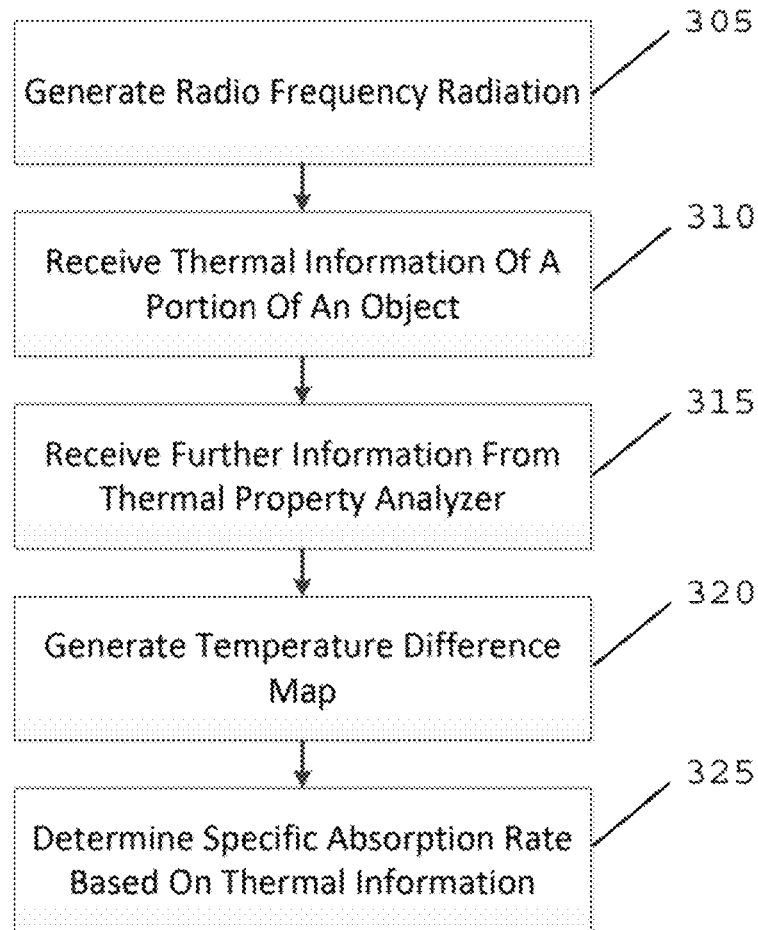 305
Generate Radio Frequency Radiation
310
Receive Thermal Information Of A
Portion Of An Object
315
Receive Further Information From
Thermal Property Analyzer
320
Generate Temperature Difference
Map
325
Determine Specific Absorption Rate
Based On Thermal Information